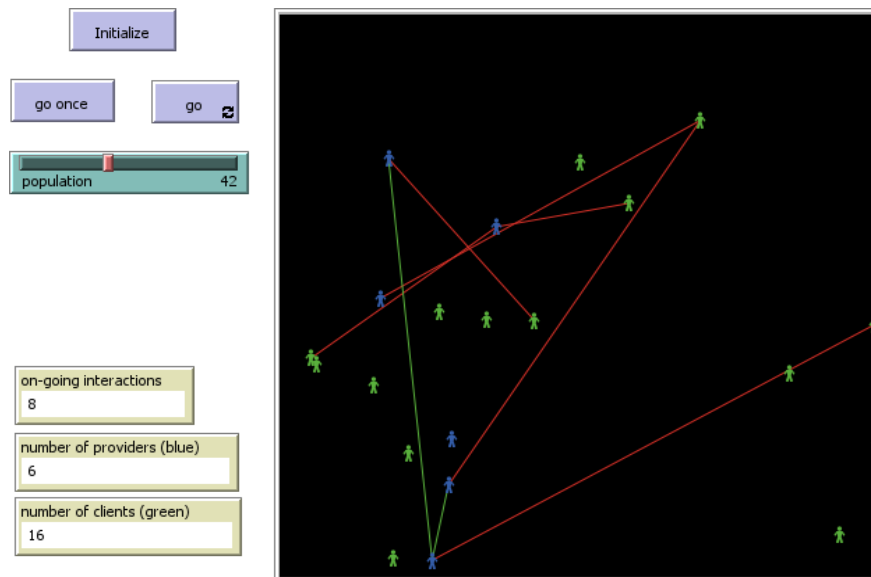 Initialize
go once
go
population 42
on-going interactions
8
number of providers (blue)
6
number of clients (green)
16